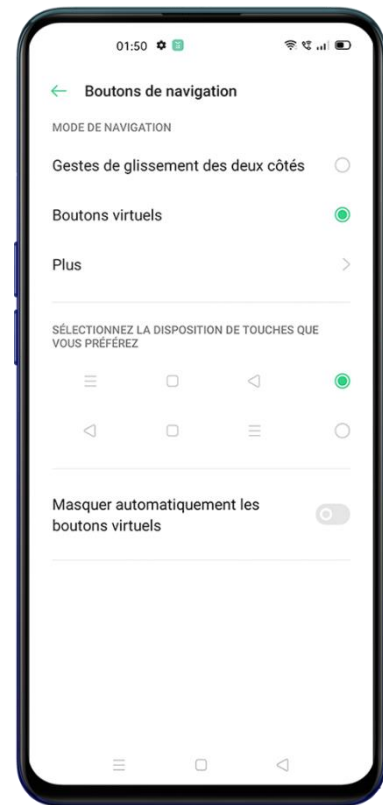 01:50
Boutons de navigation
MODE DE NAVIGATION
Gestes de glissement des deux côtés
Boutons virtuels
Plus
SÉLECTIONNEZ LA DISPOSITION DE TOUCHES QUE
VOUS PRÉFÉREZ
Masquer automatiquement les
boutons virtuels